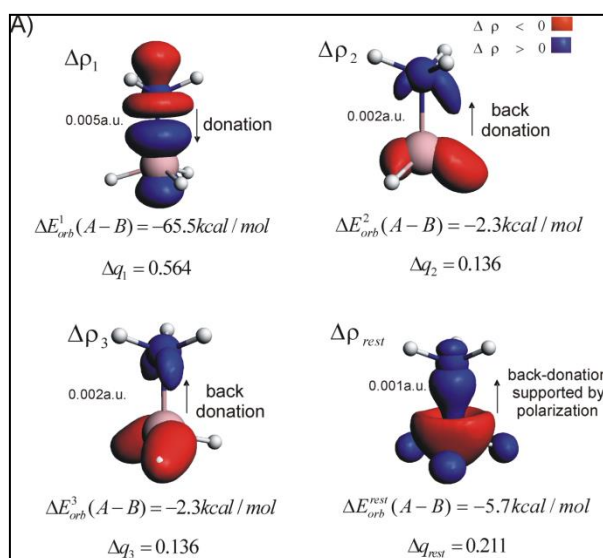 A)
Δρ < 0
Δρ > 0
Δρ₁
0.005a.u.
donation
ΔE¹ₒᵣb(A−B) = −65.5kcal / mol
Δq₁ = 0.564
Δρ₂
0.002a.u.
back
donation
ΔE²ₒᵣb(A−B) = −2.3kcal / mol
Δq₂ = 0.136
Δρ₃
0.002a.u.
back
donation
ΔE³ₒᵣb(A−B) = −2.3kcal / mol
Δq₃ = 0.136
Δρrest
0.001a.u.
back-donation
supported by
polarization
ΔErestorb(A−B) = −5.7kcal / mol
Δqrest = 0.211